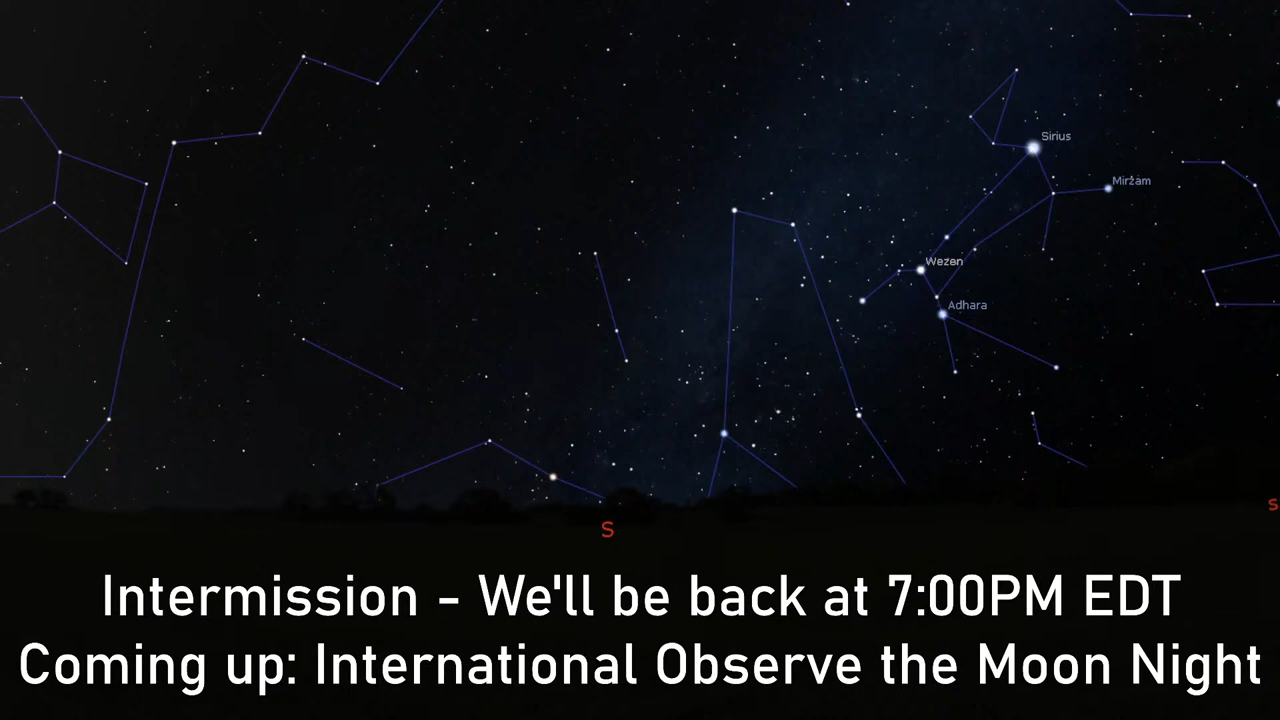 Sirius
Mirzam
Wezen
Adhara
S
S
Intermission - We'll be back at 7:00PM EDT
Coming up: International Observe the Moon Night